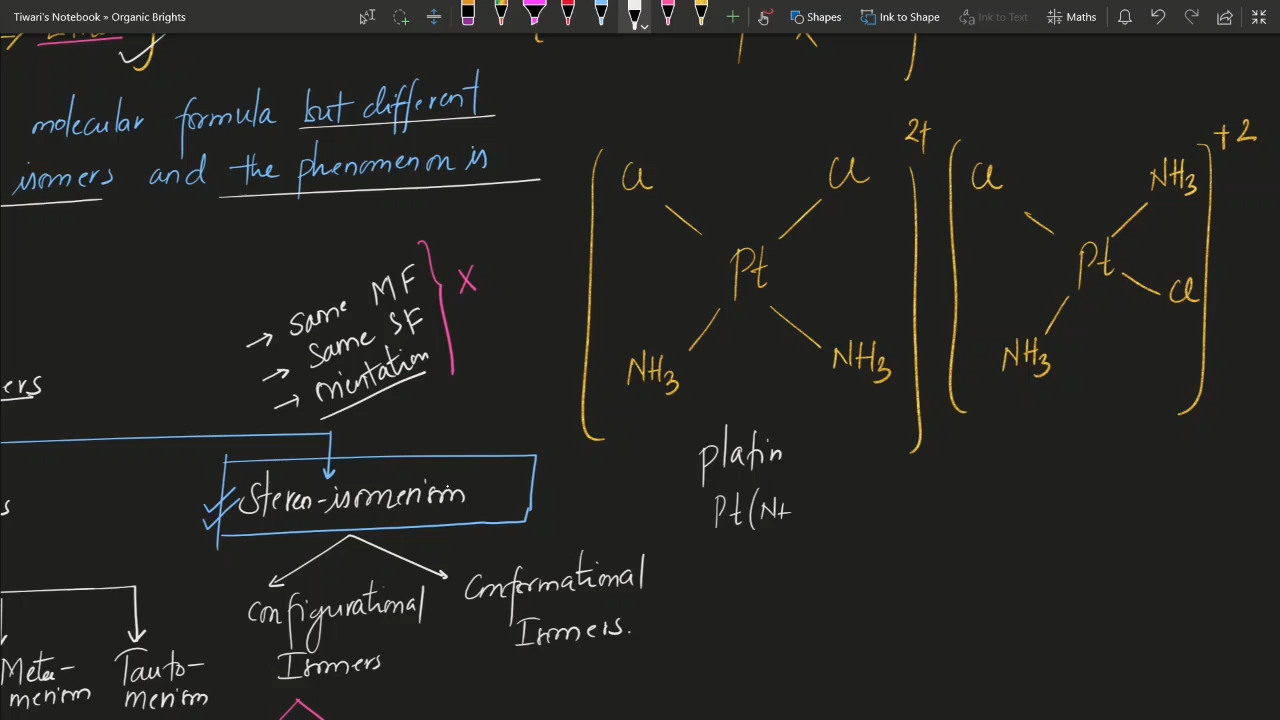 Tiwari's Notebook » Organic Brights
Shapes
Ink to Shape
Ink to Text
Maths
molecular formula but different
isomers and the phenomenon is
→ Same MF
→ Same SF
→ orientation
} X
ers
Stereo-isomerism
s
Configurational
Isomers
Conformational
Isomers.
Meta-
merism
Tauto-
merism
[ Cl Cl ]2+
Pt
NH3 NH3
[ Cl NH3 ]+2
Pt
Cl
NH3
platin
Pt(N